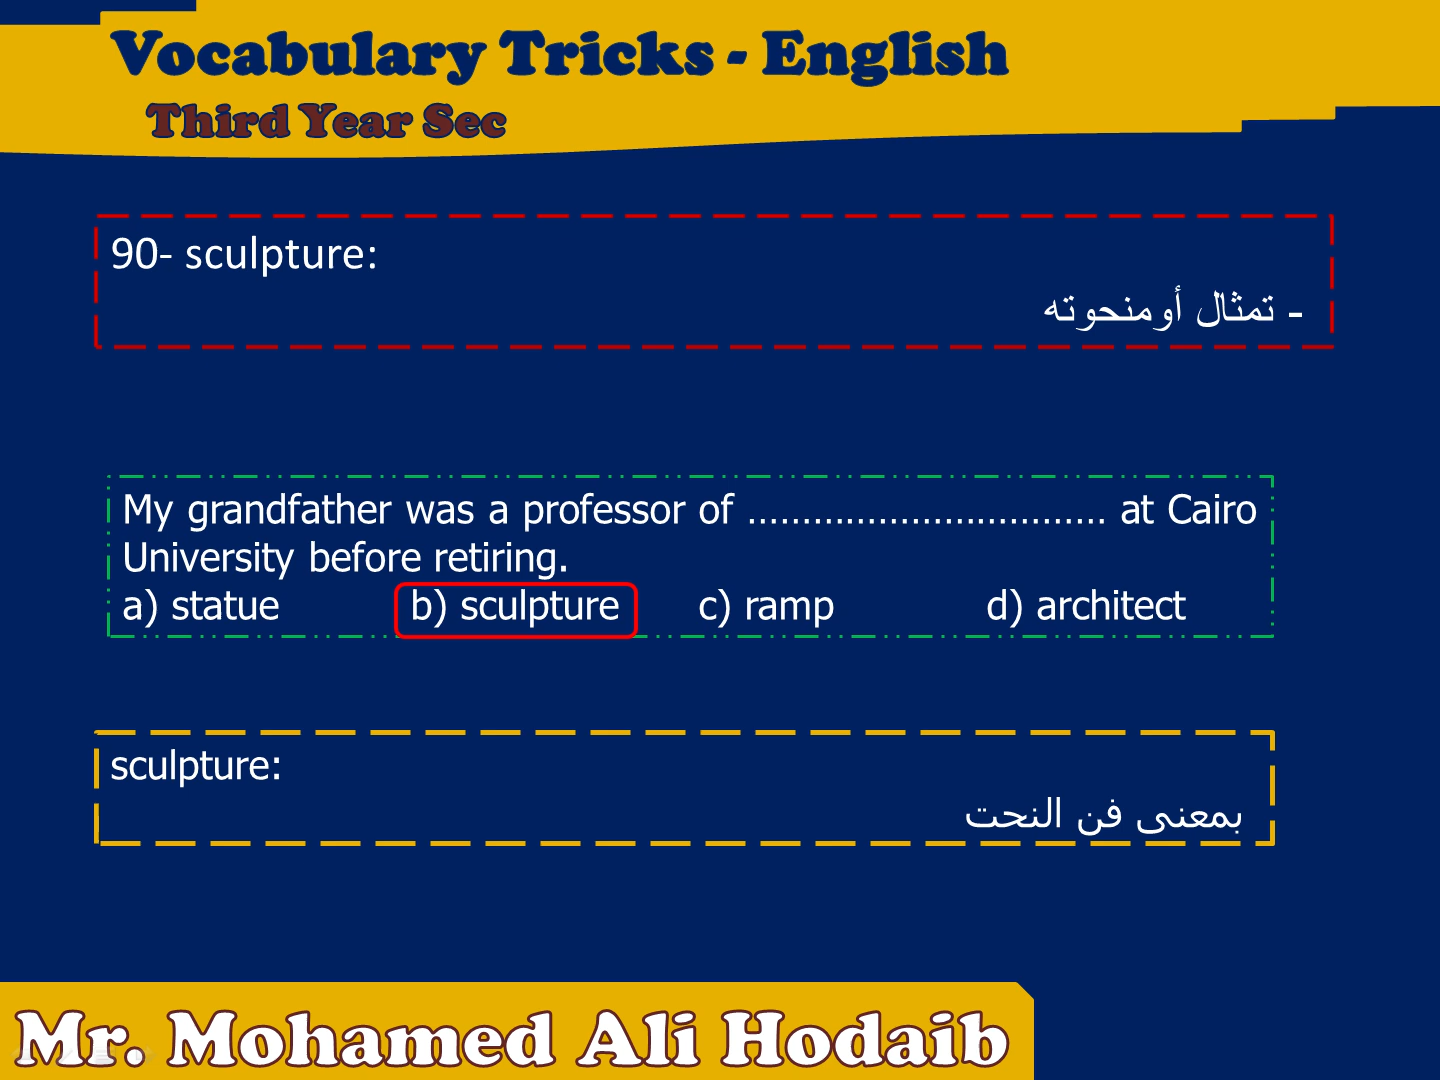 Vocabulary Tricks - English
Third Year Sec
90- sculpture:
- تمثال أومنحوته
My grandfather was a professor of ................................. at Cairo
University before retiring.
a) statue b) sculpture c) ramp d) architect
sculpture:
بمعنى فن النحت
Mr. Mohamed Ali Hodaib